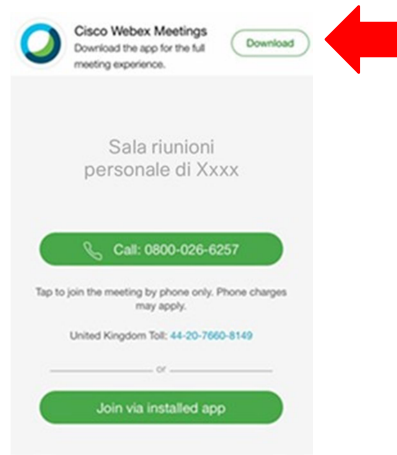 Cisco Webex Meetings
Download the app for the full
meeting experience.
Download
Sala riunioni
personale di Xxxx
Call: 0800-026-6257
Tap to join the meeting by phone only. Phone charges
may apply.
United Kingdom Toll: 44-20-7660-8149
or
Join via installed app